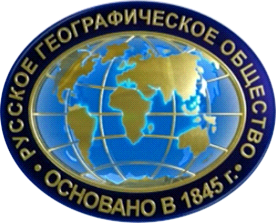 РУССКОЕ ГЕОГРАФИЧЕСКОЕ ОБЩЕСТВО
• ОСНОВАНО В 1845 г. •